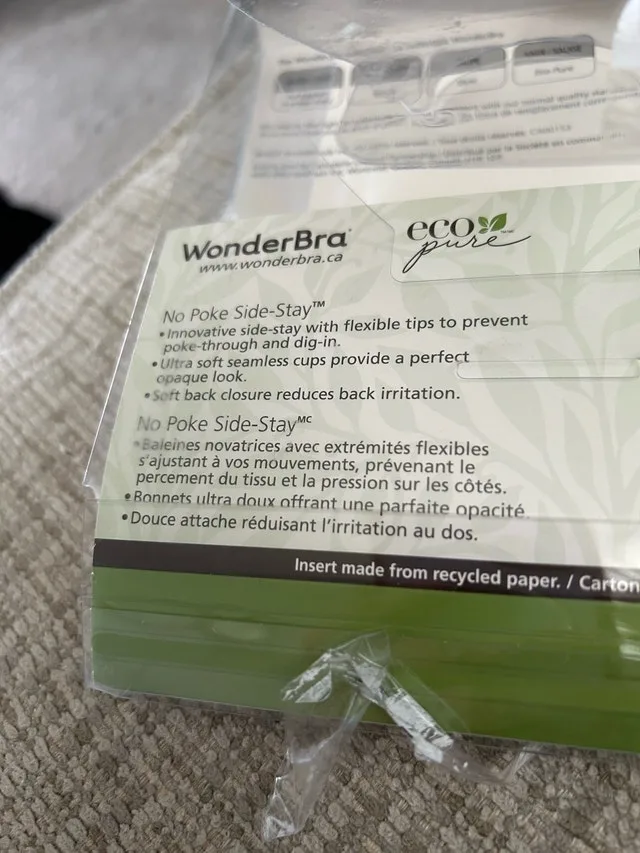 WonderBra®
www.wonderbra.ca
eco
pure
No Poke Side-Stay™
• Innovative side-stay with flexible tips to prevent
poke-through and dig-in.
• Ultra soft seamless cups provide a perfect
opaque look.
• Soft back closure reduces back irritation.
No Poke Side-Stay MC
• Baleines novatrices avec extrémités flexibles
s'ajustant à vos mouvements, prévenant le
percement du tissu et la pression sur les côtés.
• Bonnets ultra doux offrant une parfaite opacité.
• Douce attache réduisant l'irritation au dos.
Insert made from recycled paper. / Carton